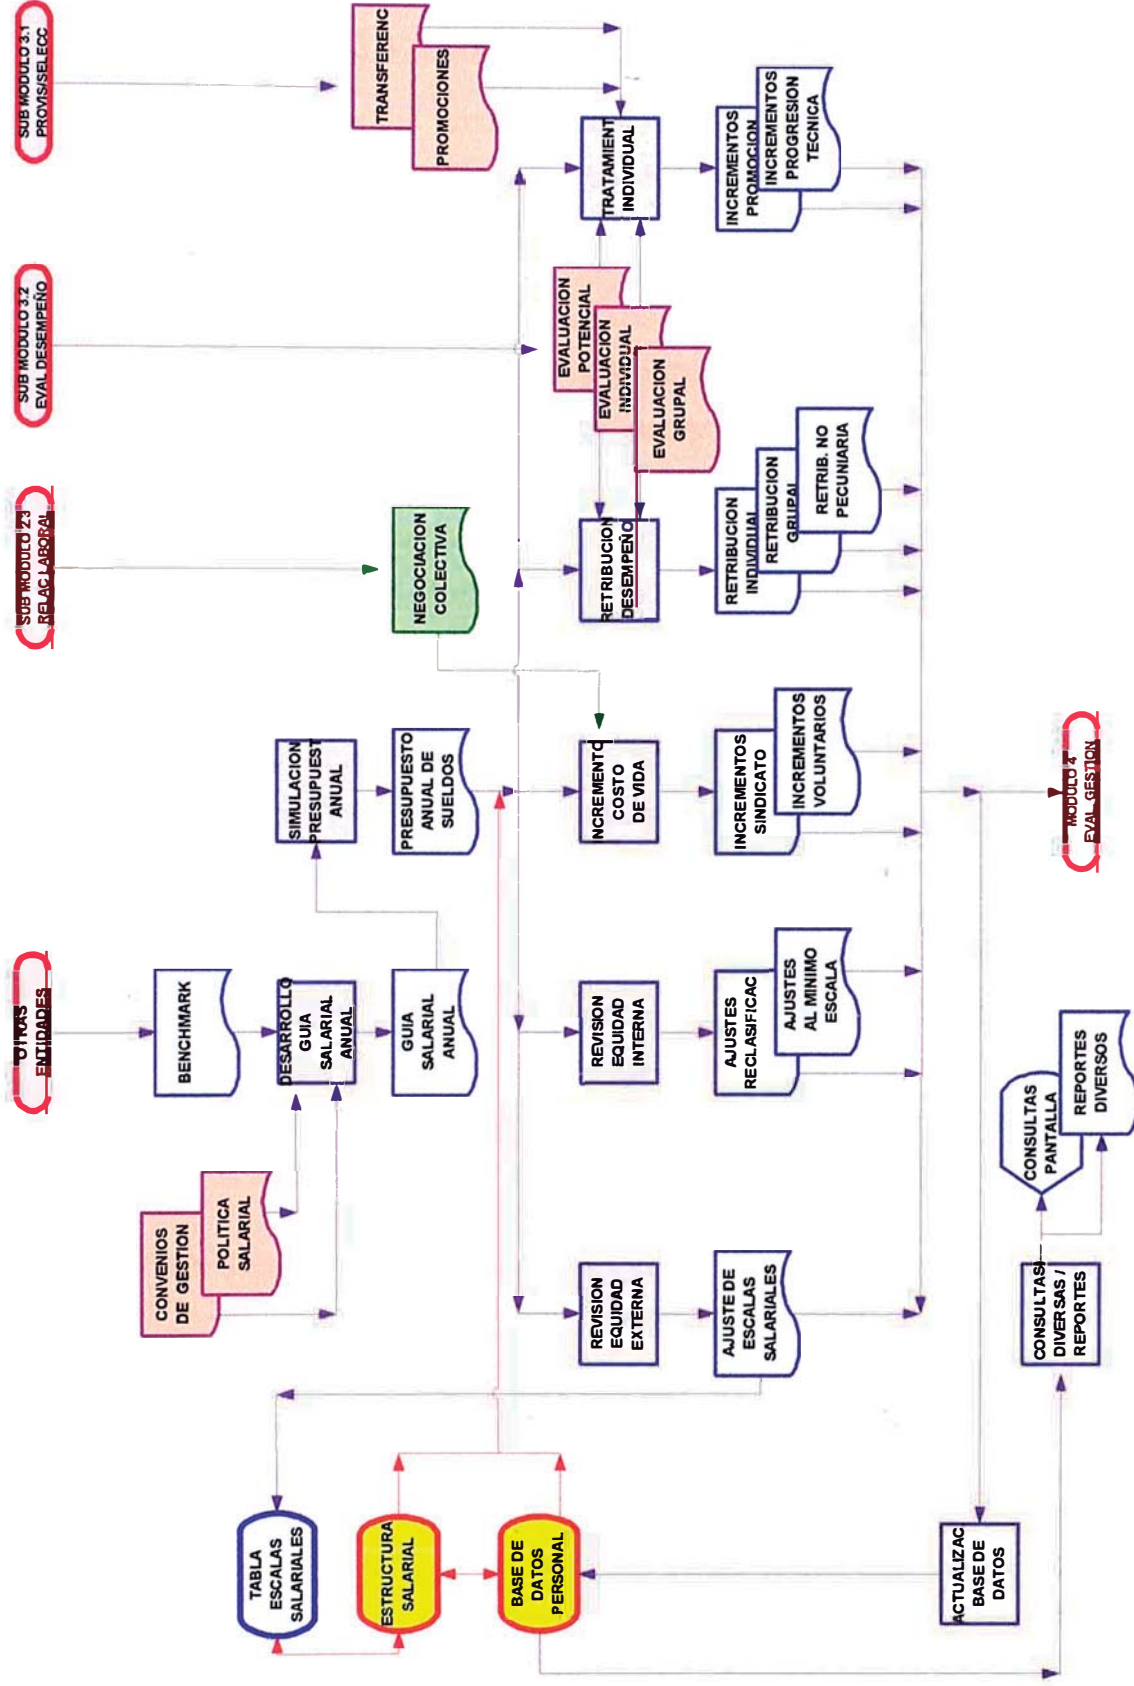 OTRAS
ENTIDADES
SUB MODULO 2.3
RELAC LABORAL
SUB MODULO 3.2
EVAL DESEMPEÑO
SUB MODULO 3.1
PROVIS/SELECC
CONVENIOS
DE GESTION
POLITICA
SALARIAL
BENCHMARK
DESARROLLO
GUIA
SALARIAL
ANUAL
GUIA
SALARIAL
ANUAL
SIMULACION
PRESUPUEST
ANUAL
PRESUPUESTO
ANUAL DE
SUELDOS
NEGOCIACION
COLECTIVA
TRANSFERENC
PROMOCIONES
EVALUACION
POTENCIAL
EVALUACION
INDIVIDUAL
EVALUACION
GRUPAL
TABLA
ESCALAS
SALARIALES
ESTRUCTURA
SALARIAL
BASE DE
DATOS
PERSONAL
REVISION
EQUIDAD
EXTERNA
REVISION
EQUIDAD
INTERNA
INCREMENTO
COSTO
DE VIDA
RETRIBUCION
DESEMPEÑO
TRATAMIENT
INDIVIDUAL
AJUSTE DE
ESCALAS
SALARIALES
AJUSTES
RECLASIFICAC
AJUSTES
AL MINIMO
ESCALA
INCREMENTOS
SINDICATO
INCREMENTOS
VOLUNTARIOS
RETRIBUCION
INDIVIDUAL
RETRIBUCION
GRUPAL
RETRIB. NO
PECUNIARIA
INCREMENTOS
PROMOCION
INCREMENTOS
PROGRESION
TECNICA
ACTUALIZAC
BASE DE
DATOS
CONSULTAS
DIVERSAS /
REPORTES
CONSULTAS
PANTALLA
REPORTES
DIVERSOS
MODULO 4
EVAL GESTION